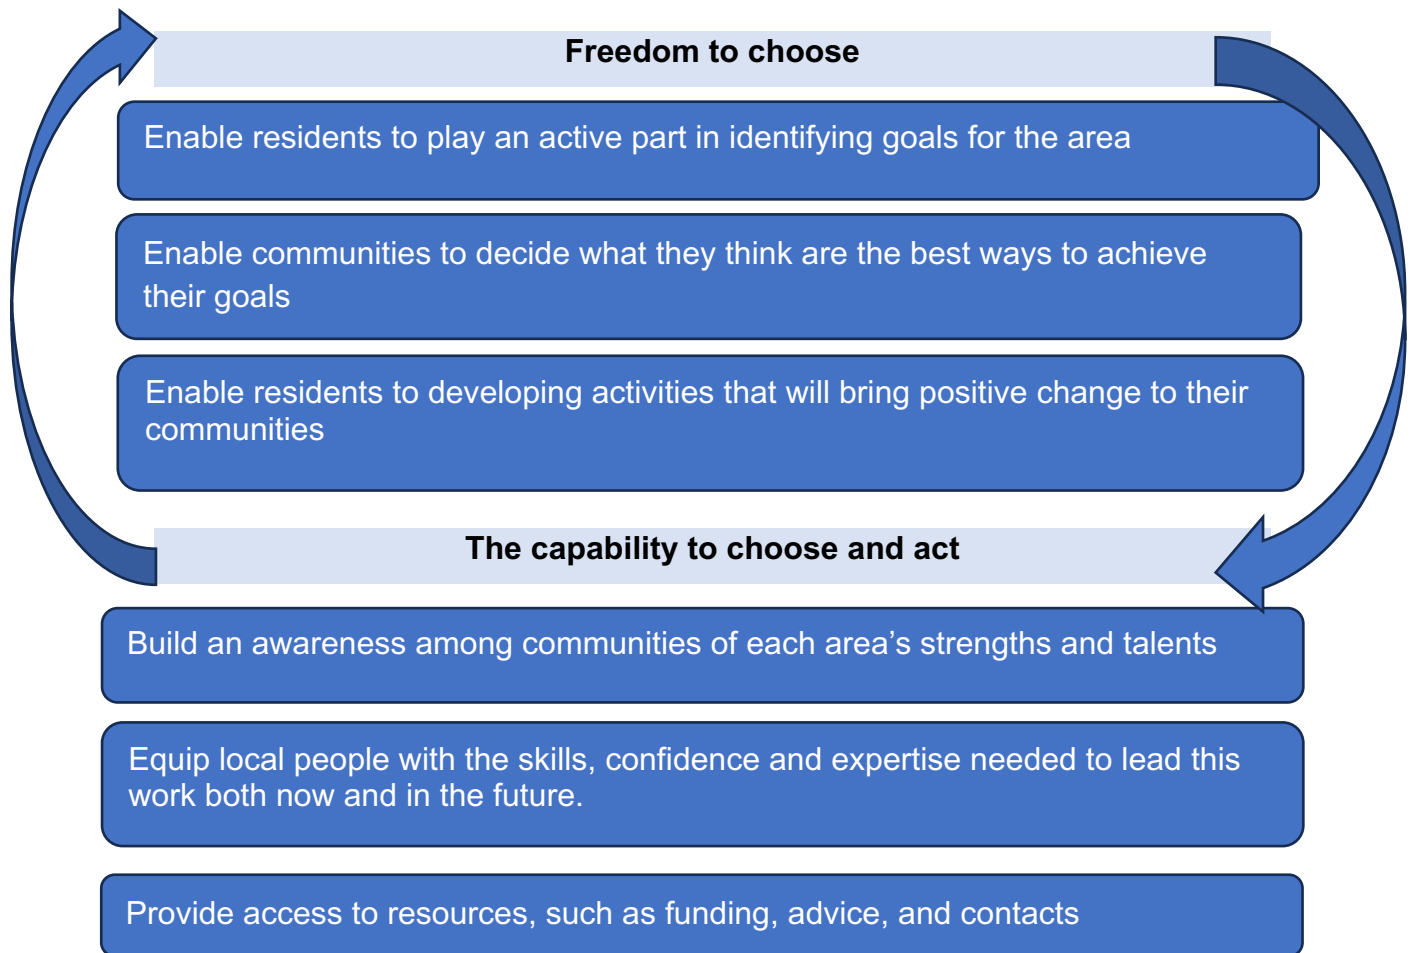 Freedom to choose
Enable residents to play an active part in identifying goals for the area
Enable communities to decide what they think are the best ways to achieve
their goals
Enable residents to developing activities that will bring positive change to their
communities
The capability to choose and act
Build an awareness among communities of each area’s strengths and talents
Equip local people with the skills, confidence and expertise needed to lead this
work both now and in the future.
Provide access to resources, such as funding, advice, and contacts